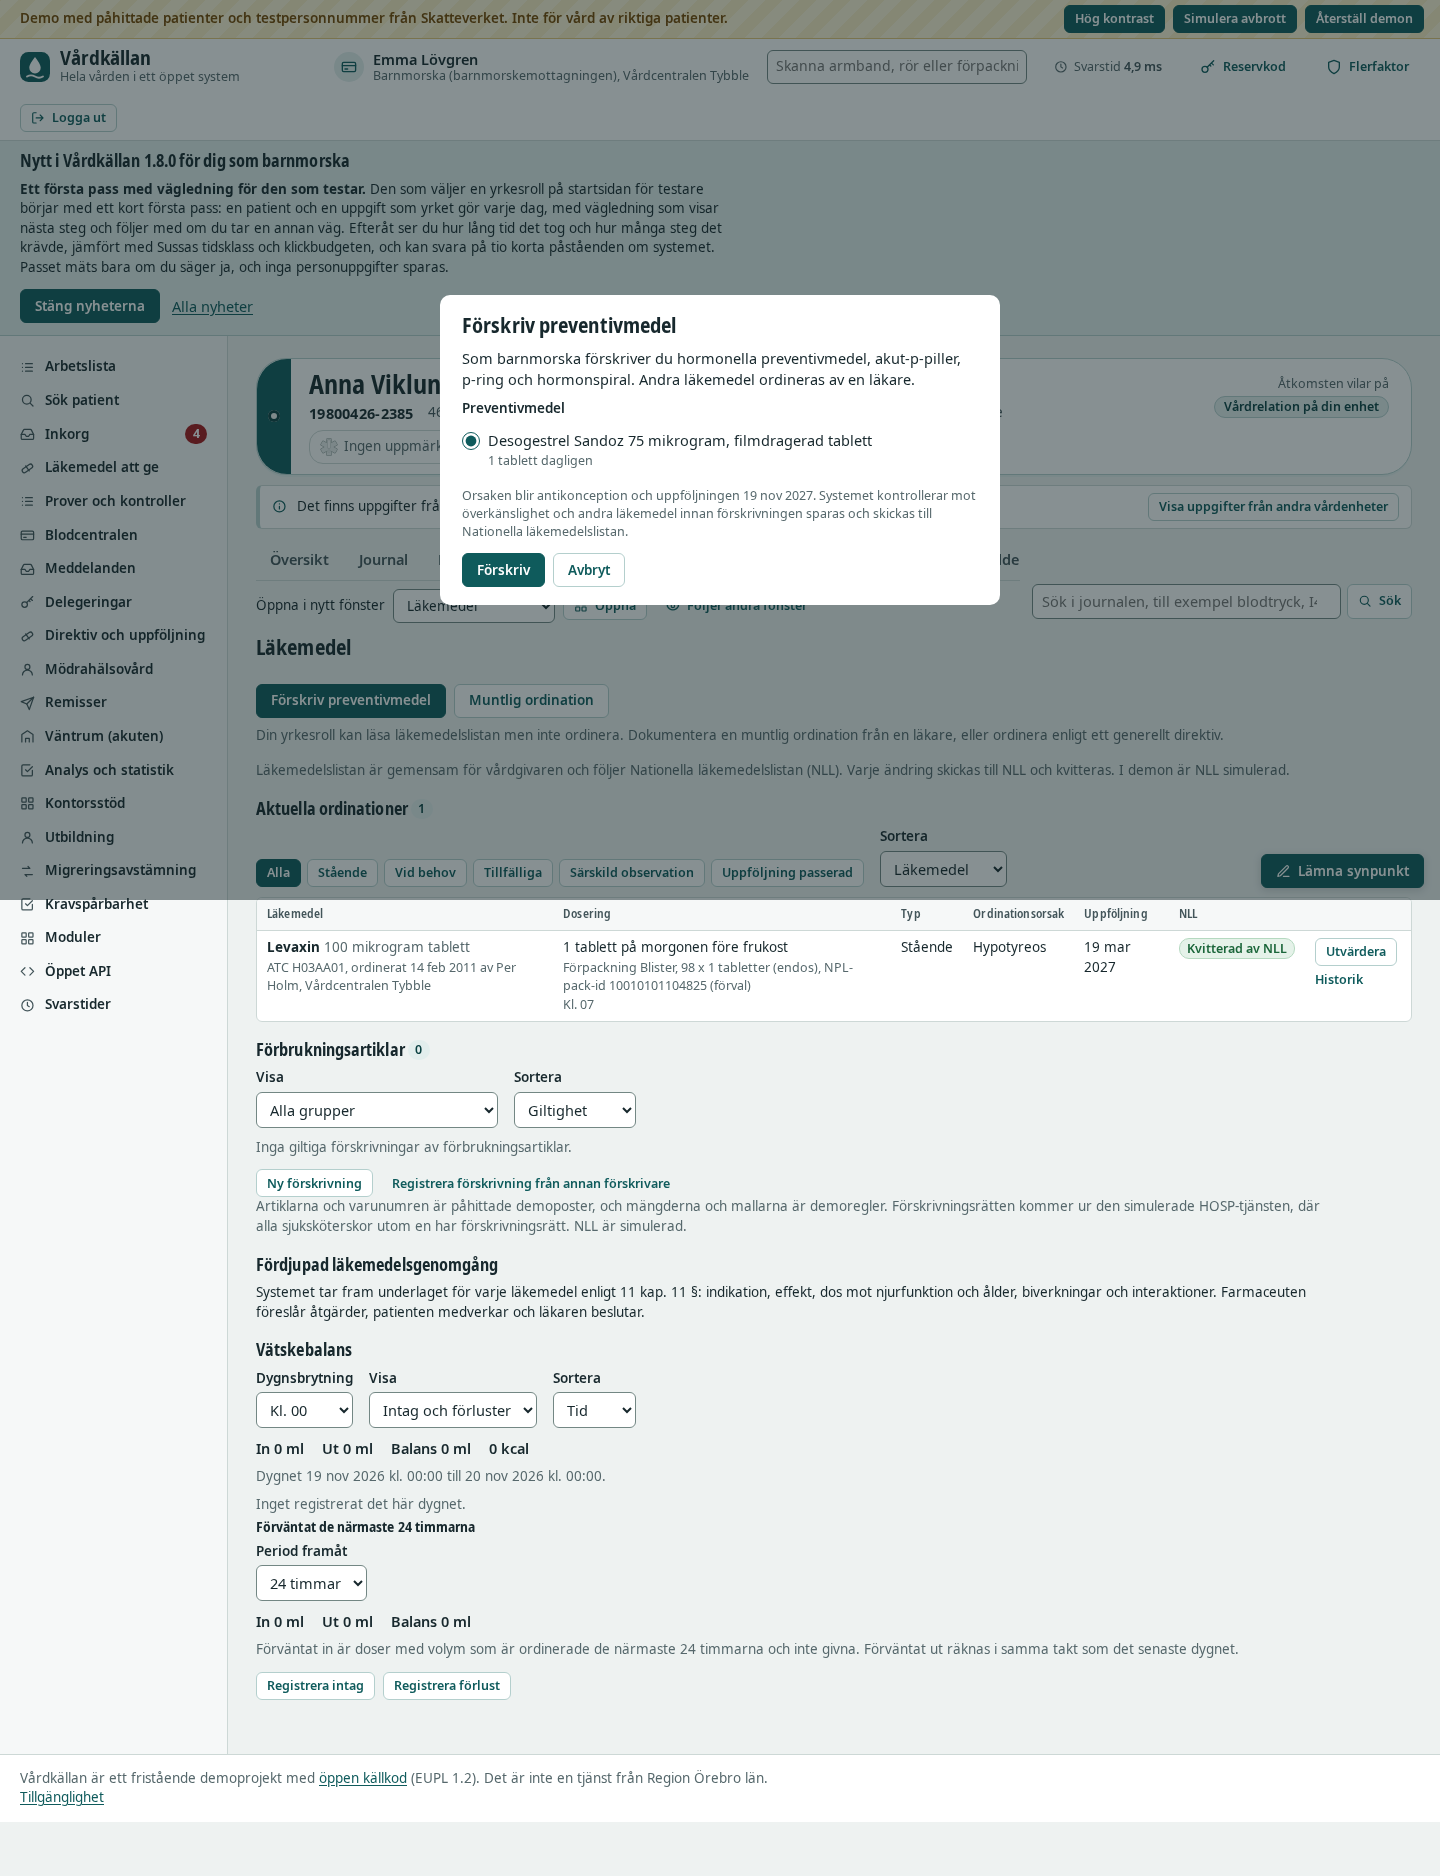 Demo med påhittade patienter och testpersonnummer från Skatteverket. Inte för vård av riktiga patienter.
Hög kontrast
Simulera avbrott
Återställ demon
Vårdkällan
Hela vården i ett öppet system
Emma Lövgren
Barnmorska (barnmorskemottagningen), Vårdcentralen Tybble
Skanna armband, rör eller förpackni
Svarstid 4,9 ms
Reservkod
Flerfaktor
Logga ut
Nytt i Vårdkällan 1.8.0 för dig som barnmorska
Ett första pass med vägledning för den som testar. Den som väljer en yrkesroll på startsidan för testare
börjar med ett kort första pass: en patient och en uppgift som yrket gör varje dag, med vägledning som visar
nästa steg och följer med om du tar en annan väg. Efteråt ser du hur lång tid det tog och hur många steg det
krävde, jämfört med Sussas tidsklass och klickbudgeten, och kan svara på tio korta påståenden om systemet.
Passet mäts bara om du säger ja, och inga personuppgifter sparas.
Stäng nyheterna
Alla nyheter
Arbetslista
Sök patient
Inkorg 4
Läkemedel att ge
Prover och kontroller
Blodcentralen
Meddelanden
Delegeringar
Direktiv och uppföljning
Mödrahälsovård
Remisser
Väntrum (akuten)
Analys och statistik
Kontorsstöd
Utbildning
Migreringsavstämning
Kravspårbarhet
Moduler
Öppet API
Svarstider
Anna Viklun
19800426-2385 46
Ingen uppmärk
Åtkomsten vilar på
Vårdrelation på din enhet
Det finns uppgifter frå
Visa uppgifter från andra vårdenheter
Översikt
Journal
lde
Öppna i nytt fönster
Läkemedel
Öppna
Följer andra fönster
Sök i journalen, till exempel blodtryck, I4
Sök
Förskriv preventivmedel
Som barnmorska förskriver du hormonella preventivmedel, akut-p-piller,
p-ring och hormonspiral. Andra läkemedel ordineras av en läkare.
Preventivmedel
Desogestrel Sandoz 75 mikrogram, filmdragerad tablett
1 tablett dagligen
Orsaken blir antikonception och uppföljningen 19 nov 2027. Systemet kontrollerar mot
överkänslighet och andra läkemedel innan förskrivningen sparas och skickas till
Nationella läkemedelslistan.
Förskriv
Avbryt
Läkemedel
Förskriv preventivmedel
Muntlig ordination
Din yrkesroll kan läsa läkemedelslistan men inte ordinera. Dokumentera en muntlig ordination från en läkare, eller ordinera enligt ett generellt direktiv.
Läkemedelslistan är gemensam för vårdgivaren och följer Nationella läkemedelslistan (NLL). Varje ändring skickas till NLL och kvitteras. I demon är NLL simulerad.
Aktuella ordinationer 1
Alla
Stående
Vid behov
Tillfälliga
Särskild observation
Uppföljning passerad
Sortera
Läkemedel
Lämna synpunkt
Läkemedel Dosering Typ Ordinationsorsak Uppföljning NLL
Levaxin 100 mikrogram tablett
ATC H03AA01, ordinerat 14 feb 2011 av Per
Holm, Vårdcentralen Tybble
1 tablett på morgonen före frukost
Förpackning Blister, 98 x 1 tabletter (endos), NPL-
pack-id 10010101104825 (förval)
Kl. 07
Stående
Hypotyreos
19 mar
2027
Kvitterad av NLL
Utvärdera
Historik
Förbrukningsartiklar 0
Visa
Alla grupper
Sortera
Giltighet
Inga giltiga förskrivningar av förbrukningsartiklar.
Ny förskrivning
Registrera förskrivning från annan förskrivare
Artiklarna och varunumren är påhittade demoposter, och mängderna och mallarna är demoregler. Förskrivningsrätten kommer ur den simulerade HOSP-tjänsten, där
alla sjuksköterskor utom en har förskrivningsrätt. NLL är simulerad.
Fördjupad läkemedelsgenomgång
Systemet tar fram underlaget för varje läkemedel enligt 11 kap. 11 §: indikation, effekt, dos mot njurfunktion och ålder, biverkningar och interaktioner. Farmaceuten
föreslår åtgärder, patienten medverkar och läkaren beslutar.
Vätskebalans
Dygnsbrytning
Kl. 00
Visa
Intag och förluster
Sortera
Tid
In 0 ml Ut 0 ml Balans 0 ml 0 kcal
Dygnet 19 nov 2026 kl. 00:00 till 20 nov 2026 kl. 00:00.
Inget registrerat det här dygnet.
Förväntat de närmaste 24 timmarna
Period framåt
24 timmar
In 0 ml Ut 0 ml Balans 0 ml
Förväntat in är doser med volym som är ordinerade de närmaste 24 timmarna och inte givna. Förväntat ut räknas i samma takt som det senaste dygnet.
Registrera intag
Registrera förlust
Vårdkällan är ett fristående demoprojekt med öppen källkod (EUPL 1.2). Det är inte en tjänst från Region Örebro län.
Tillgänglighet